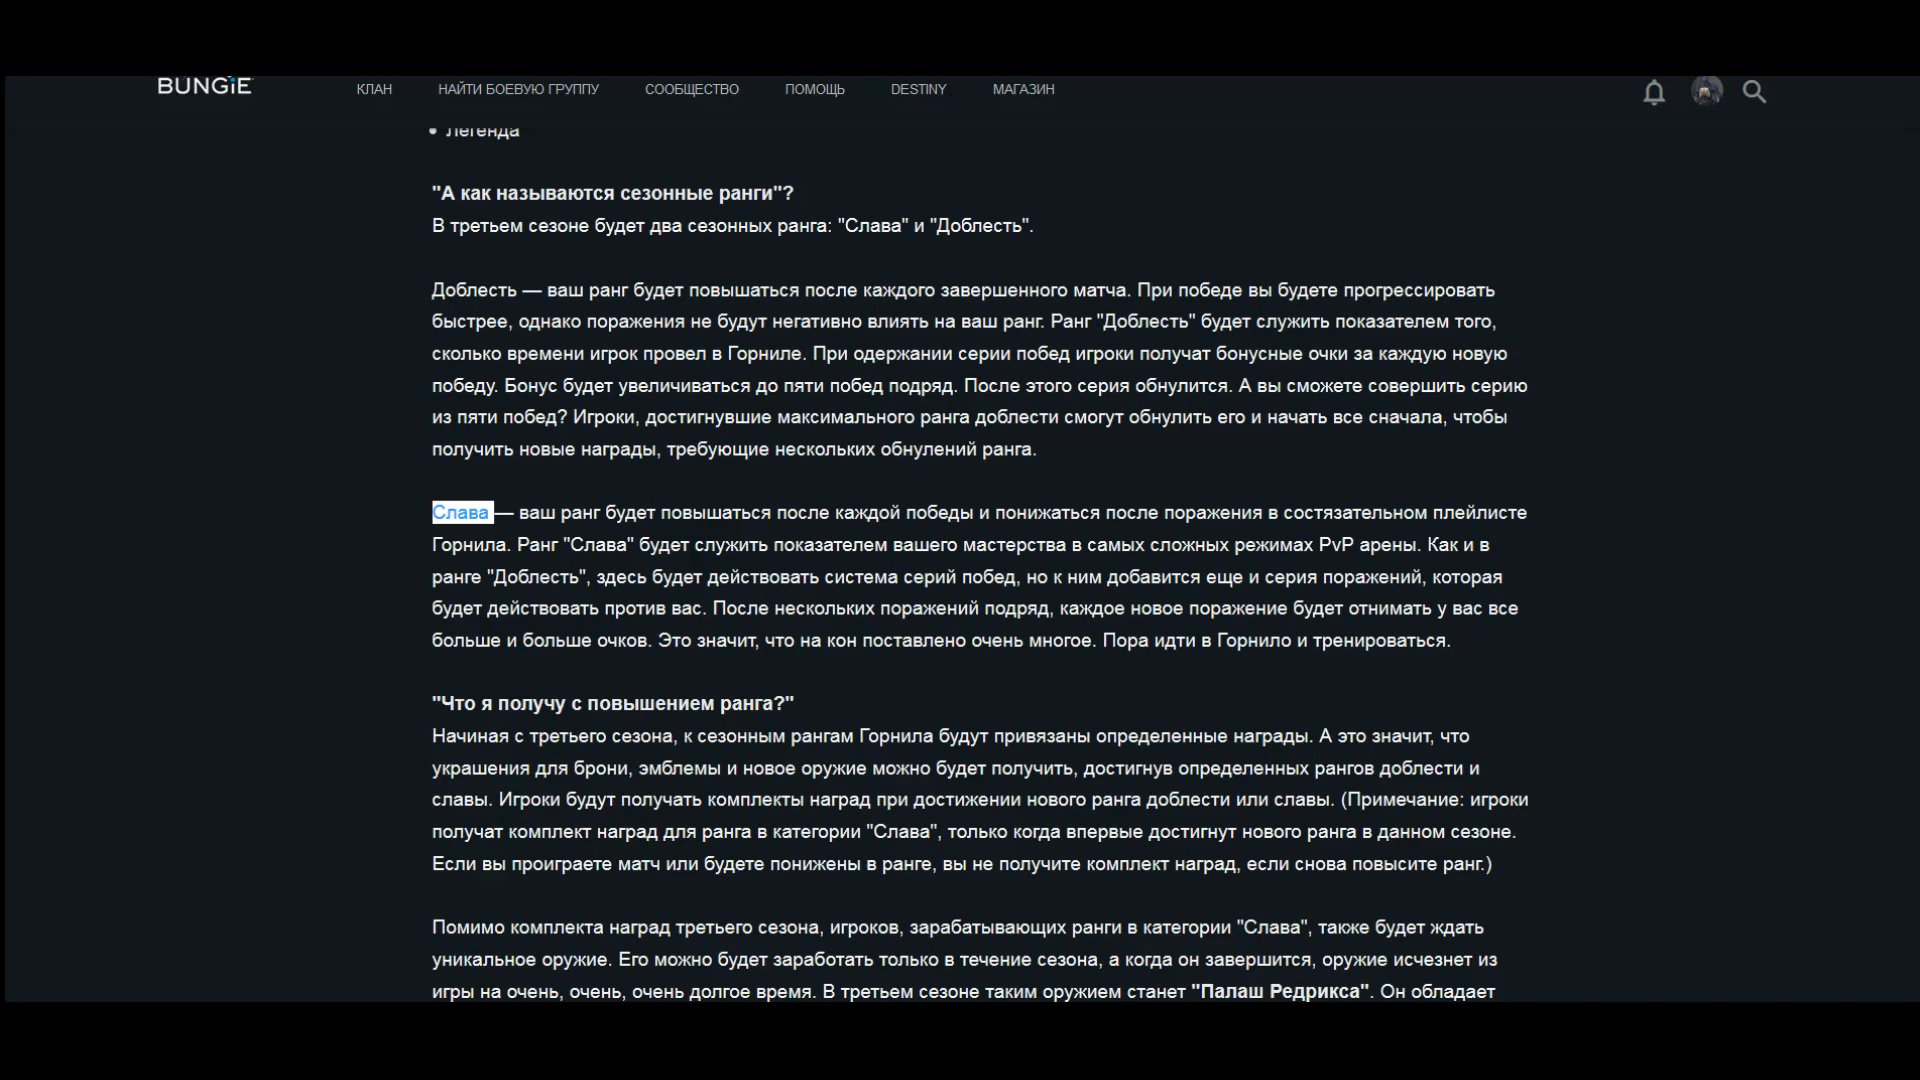 BUNGiE
КЛАН НАЙТИ БОЕВУЮ ГРУППУ СООБЩЕСТВО ПОМОЩЬ DESTINY МАГАЗИН
• Легенда
"А как называются сезонные ранги"?
В третьем сезоне будет два сезонных ранга: "Слава" и "Доблесть".
Доблесть — ваш ранг будет повышаться после каждого завершенного матча. При победе вы будете прогрессировать
быстрее, однако поражения не будут негативно влиять на ваш ранг. Ранг "Доблесть" будет служить показателем того,
сколько времени игрок провел в Горниле. При одержании серии побед игроки получат бонусные очки за каждую новую
победу. Бонус будет увеличиваться до пяти побед подряд. После этого серия обнулится. А вы сможете совершить серию
из пяти побед? Игроки, достигнувшие максимального ранга доблести смогут обнулить его и начать все сначала, чтобы
получить новые награды, требующие нескольких обнулений ранга.
Слава — ваш ранг будет повышаться после каждой победы и понижаться после поражения в состязательном плейлисте
Горнила. Ранг "Слава" будет служить показателем вашего мастерства в самых сложных режимах PvP арены. Как и в
ранге "Доблесть", здесь будет действовать система серий побед, но к ним добавится еще и серия поражений, которая
будет действовать против вас. После нескольких поражений подряд, каждое новое поражение будет отнимать у вас все
больше и больше очков. Это значит, что на кон поставлено очень многое. Пора идти в Горнило и тренироваться.
"Что я получу с повышением ранга?"
Начиная с третьего сезона, к сезонным рангам Горнила будут привязаны определенные награды. А это значит, что
украшения для брони, эмблемы и новое оружие можно будет получить, достигнув определенных рангов доблести и
славы. Игроки будут получать комплекты наград при достижении нового ранга доблести или славы. (Примечание: игроки
получат комплект наград для ранга в категории "Слава", только когда впервые достигнут нового ранга в данном сезоне.
Если вы проиграете матч или будете понижены в ранге, вы не получите комплект наград, если снова повысите ранг.)
Помимо комплекта наград третьего сезона, игроков, зарабатывающих ранги в категории "Слава", также будет ждать
уникальное оружие. Его можно будет заработать только в течение сезона, а когда он завершится, оружие исчезнет из
игры на очень, очень, очень долгое время. В третьем сезоне таким оружием станет "Палаш Редрикса". Он обладает